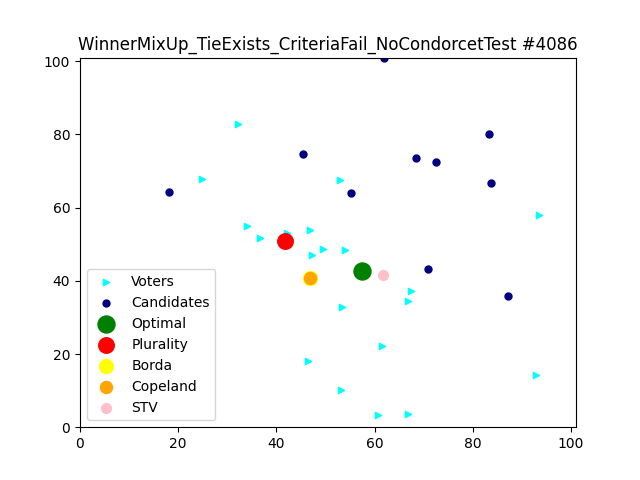 WinnerMixUp_TieExists_CriteriaFail_NoCondorcetTest #4086
100
80
60
40
20
0
Voters
Candidates
Optimal
Plurality
Borda
Copeland
STV
0 20 40 60 80 100